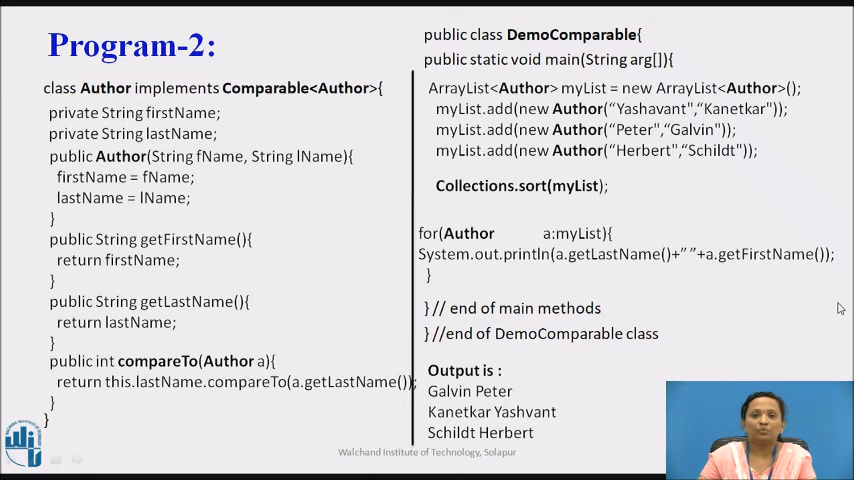 Program-2:
class Author implements Comparable<Author>{
private String firstName;
private String lastName;
public Author(String fName, String lName){
firstName = fName;
lastName = lName;
}
public String getFirstName(){
return firstName;
}
public String getLastName(){
return lastName;
}
public int compareTo(Author a){
return this.lastName.compareTo(a.getLastName());
}
}
public class DemoComparable{
public static void main(String arg[]){
ArrayList<Author> myList = new ArrayList<Author>();
myList.add(new Author(“Yashavant",“Kanetkar"));
myList.add(new Author(“Peter",“Galvin"));
myList.add(new Author(“Herbert",“Schildt"));
Collections.sort(myList);
for(Author a:myList){
System.out.println(a.getLastName()+” ”+a.getFirstName());
}
} // end of main methods
} //end of DemoComparable class
Output is :
Galvin Peter
Kanetkar Yashvant
Schildt Herbert
Walchand Institute of Technology, Solapur